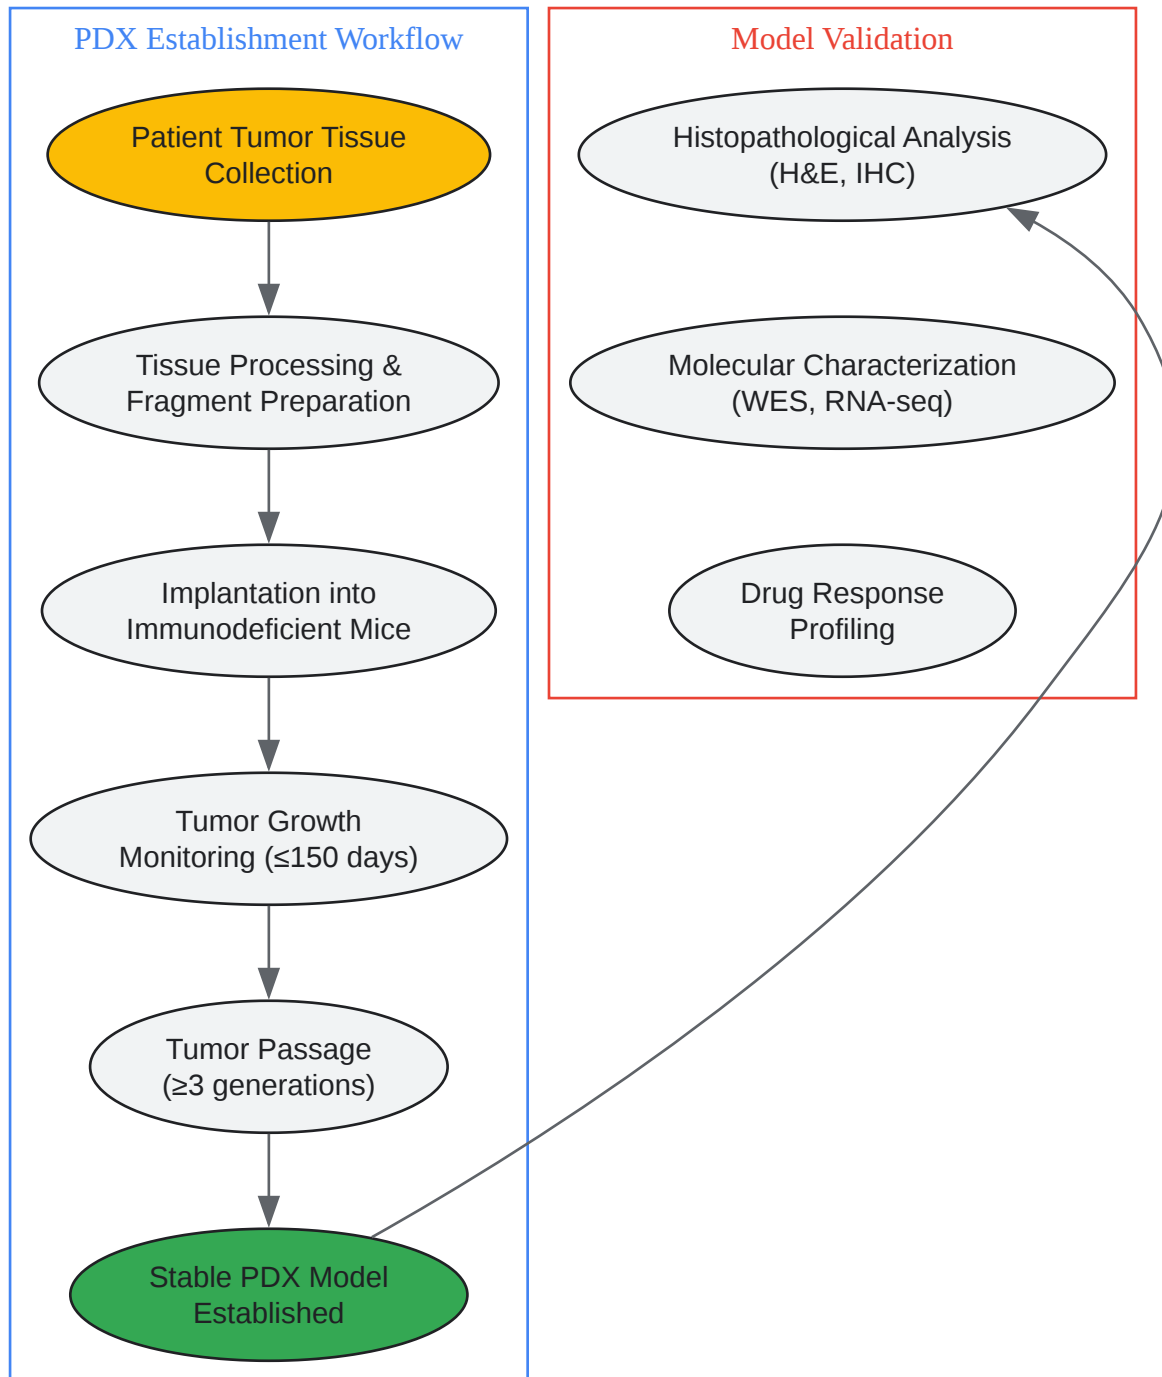 PDX Establishment Workflow
Patient Tumor Tissue
Collection
Tissue Processing &
Fragment Preparation
Implantation into
Immunodeficient Mice
Tumor Growth
Monitoring (≤150 days)
Tumor Passage
(≥3 generations)
Stable PDX Model
Established
Model Validation
Histopathological Analysis
(H&E, IHC)
Molecular Characterization
(WES, RNA-seq)
Drug Response
Profiling